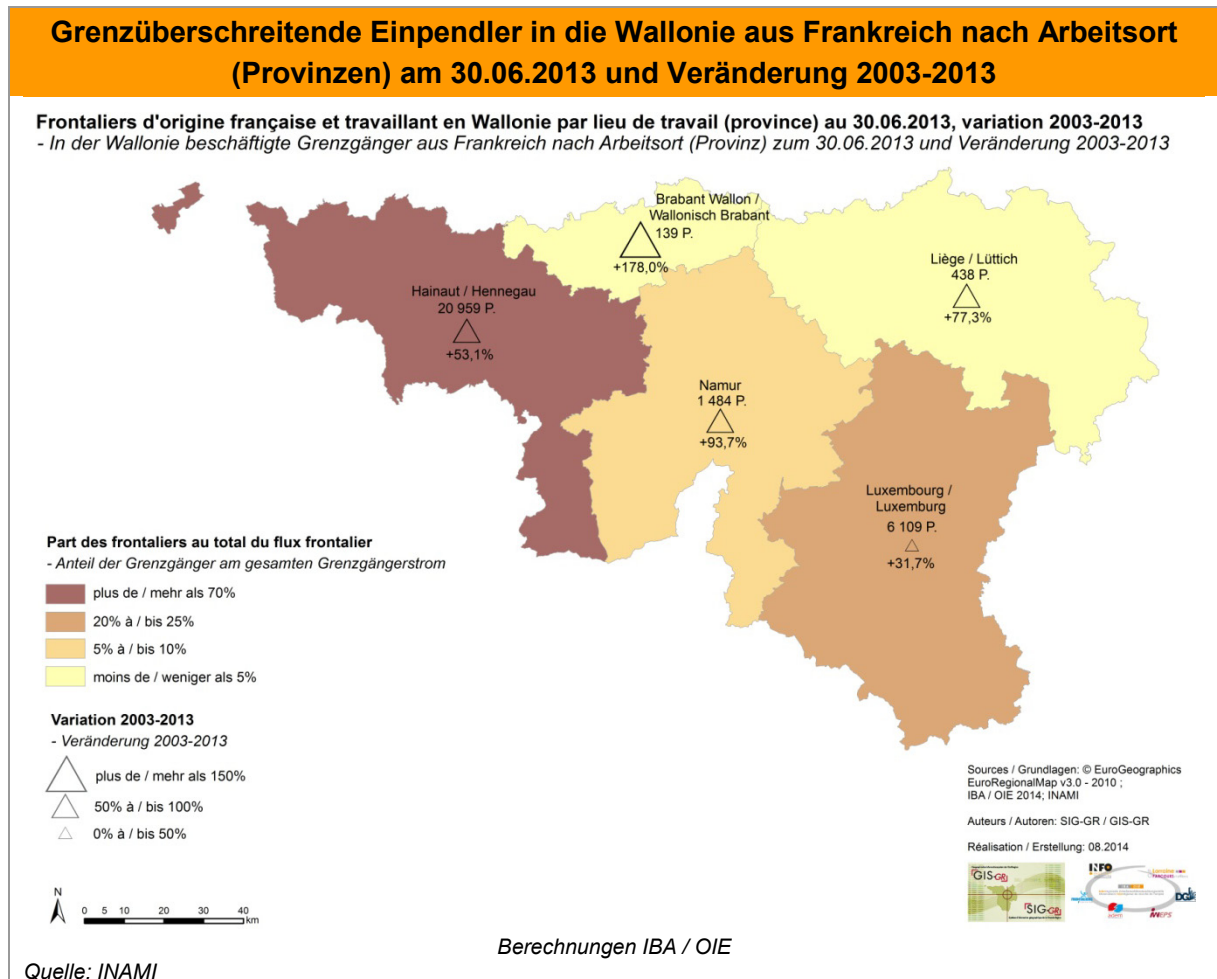 Grenzüberschreitende Einpendler in die Wallonie aus Frankreich nach Arbeitsort
(Provinzen) am 30.06.2013 und Veränderung 2003-2013
Frontaliers d'origine française et travaillant en Wallonie par lieu de travail (province) au 30.06.2013, variation 2003-2013
- In der Wallonie beschäftigte Grenzgänger aus Frankreich nach Arbeitsort (Provinz) zum 30.06.2013 und Veränderung 2003-2013
Brabant Wallon /
Wallonisch Brabant
139 P.
+178,0%
Liège / Lüttich
438 P.
+77,3%
Hainaut / Hennegau
20 959 P.
+53,1%
Namur
1 484 P.
+93,7%
Luxembourg /
Luxemburg
6 109 P.
+31,7%
Part des frontaliers au total du flux frontalier
- Anteil der Grenzgänger am gesamten Grenzgängerstrom
plus de / mehr als 70%
20% à / bis 25%
5% à / bis 10%
moins de / weniger als 5%
Variation 2003-2013
- Veränderung 2003-2013
plus de / mehr als 150%
50% à / bis 100%
0% à / bis 50%
N
0 5 10 20 30 40
km
Sources / Grundlagen: © EuroGeographics
EuroRegionalMap v3.0 - 2010 ;
IBA / OIE 2014; INAMI
Auteurs / Autoren: SIG-GR / GIS-GR
Réalisation / Erstellung: 08.2014
GIS-GR
SIG-GR
INFO
Berechnungen IBA / OIE
Quelle: INAMI